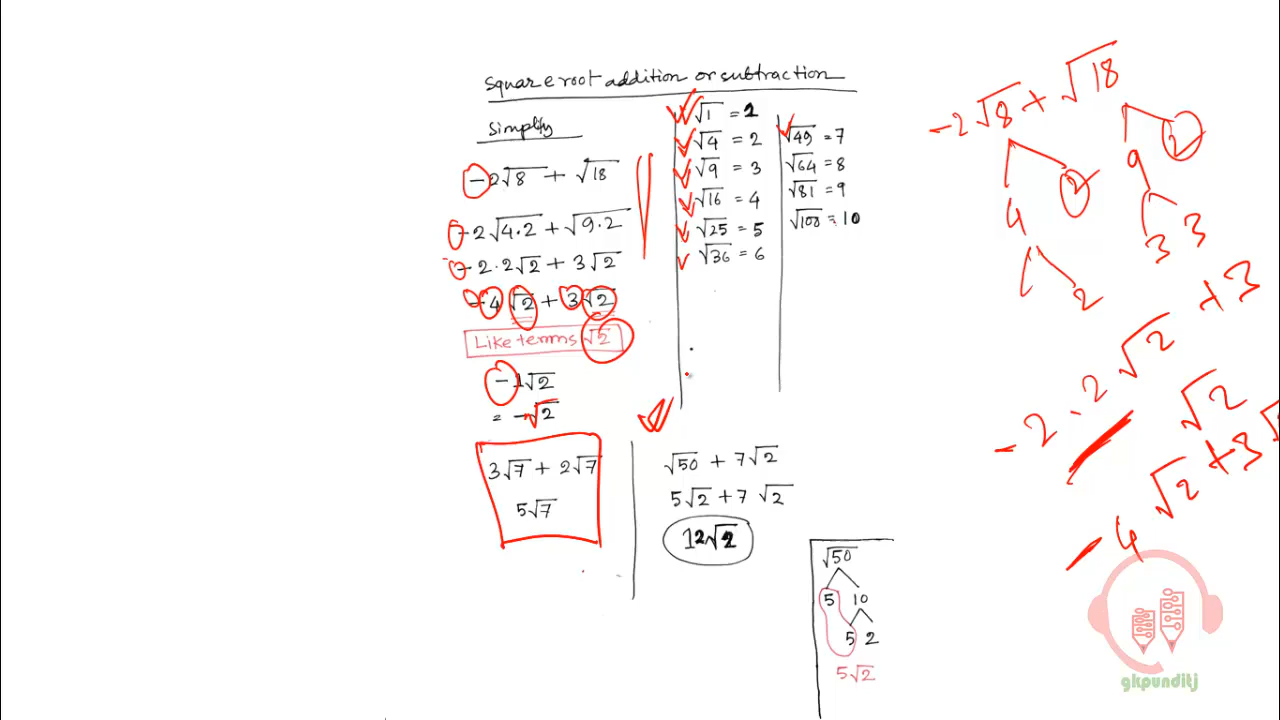 Square root addition or subtraction
Simplify
-2√8 + √18
-2√4·2 + √9·2
-2·2√2 + 3√2
-4√2 + 3√2
Like terms √2
-1√2
= -√2
3√7 + 2√7
5√7
√1 = 1
√4 = 2
√9 = 3
√16 = 4
√25 = 5
√36 = 6
√49 = 7
√64 = 8
√81 = 9
√100 = 10
√50 + 7√2
5√2 + 7√2
12√2
√50
5 10
5 2
5√2
-2√8 + √18
4 2
2
9 2
3 3
-2·2√2 + 3
√2
-4√2 + 3√
gkpunditj